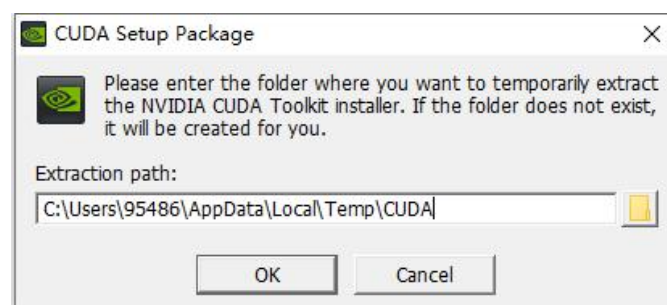 CUDA Setup Package
Please enter the folder where you want to temporarily extract
the NVIDIA CUDA Toolkit installer. If the folder does not exist,
it will be created for you.
Extraction path:
C:\Users\95486\AppData\Local\Temp\CUDA
OK Cancel